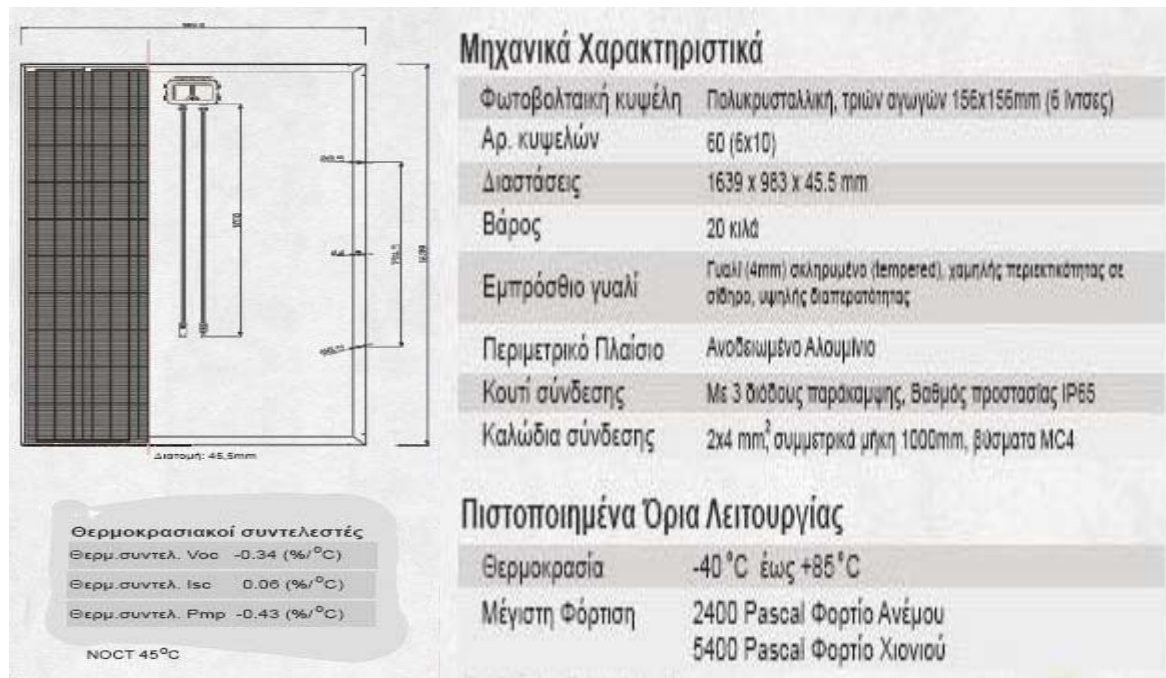 1000
1639
Διατομή: 45,5mm
Θερμοκρασιακοί συντελεστές
Θερμ.συντελ. Voc -0.34 (%/°C)
Θερμ.συντελ. Isc 0.06 (%/°C)
Θερμ.συντελ. Pmp -0.43 (%/°C)
NOCT 45°C
Μηχανικά Χαρακτηριστικά
Φωτοβολταική κυψέλη Πολυκρυσταλλική, τριών αγωγών 156x156mm (6 Ιντσες)
Αρ. κυψελών 60 (6x10)
Διαστάσεις 1639 x 983 x 45.5 mm
Βάρος 20 κιλά
Εμπρόσθιο γυαλί Γυαλί (4mm) σκληρυμένο (tempered), χαμηλής περιεκτικότητας σε
σίδηρο, υψηλής διαπερατότητας
Περιμετρικό Πλαίσιο Ανοδειωμένο Αλουμίνιο
Κουτί σύνδεσης Με 3 διόδους παράκαμψης, Βαθμός προστασίας IP65
Καλώδια σύνδεσης 2x4 mm², συμμετρικά μήκη 1000mm, βύσματα MC4
Πιστοποιημένα Όρια Λειτουργίας
Θερμοκρασία -40°C έως +85°C
Μέγιστη Φόρτιση 2400 Pascal Φορτίο Ανέμου
5400 Pascal Φορτίο Χιονιού